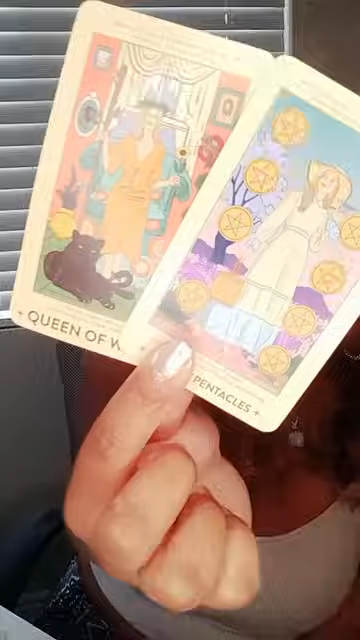 ✦ QUEEN OF W
PENTACLES ✦